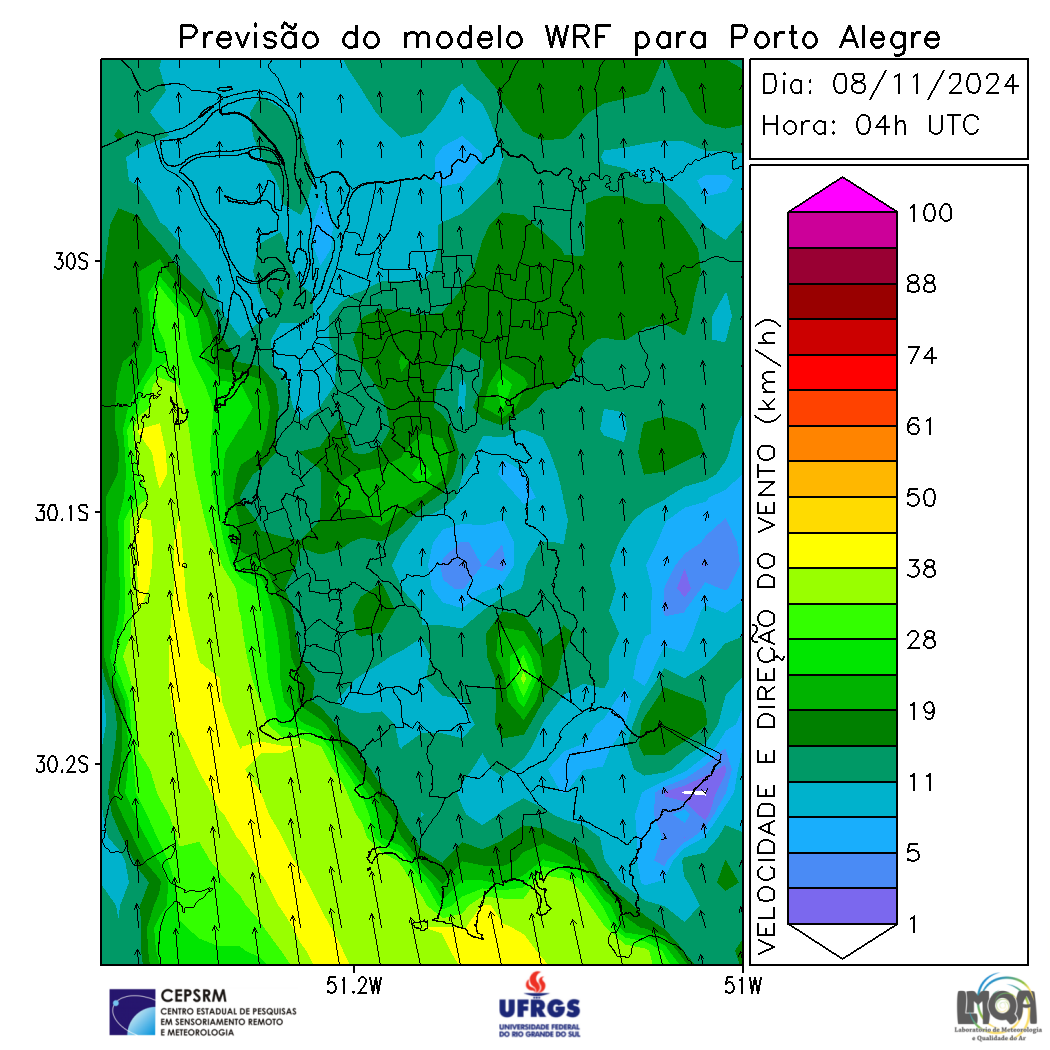 Previsão do modelo WRF para Porto Alegre
Dia: 08/11/2024
Hora: 04h UTC
30S
30.1S
30.2S
51.2W
51W
VELOCIDADE E DIREÇÃO DO VENTO (km/h)
100
88
74
61
50
38
28
19
11
5
1
CEPSRM
CENTRO ESTADUAL DE PESQUISAS
EM SENSORIAMENTO REMOTO
E METEOROLOGIA
UFRGS
UNIVERSIDADE FEDERAL
DO RIO GRANDE DO SUL
LMQA
Laboratório de Meteorologia
e Qualidade do Ar